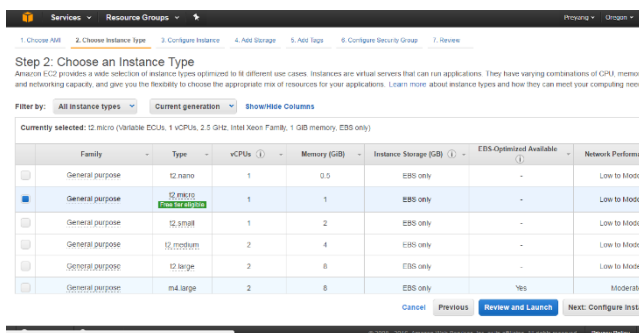 Services Resource Groups Preyang Oregon
1. Choose AMI 2. Choose Instance Type 3. Configure Instance 4. Add Storage 5. Add Tags 6. Configure Security Group 7. Review
Step 2: Choose an Instance Type
Amazon EC2 provides a wide selection of instance types optimized to fit different use cases. Instances are virtual servers that can run applications. They have varying combinations of CPU, memor
and networking capacity, and give you the flexibility to choose the appropriate mix of resources for your applications. Learn more about instance types and how they can meet your computing need
Filter by: All instance types Current generation Show/Hide Columns
Currently selected: t2.micro (Variable ECUs, 1 vCPUs, 2.5 GHz, Intel Xeon Family, 1 GiB memory, EBS only)
Family Type vCPUs Memory (GiB) Instance Storage (GB) EBS-Optimized Available Network Performa
General purpose t2.nano 1 0.5 EBS only - Low to Mode
General purpose t2.micro 1 1 EBS only - Low to Mode
Free tier eligible
General purpose t2.small 1 2 EBS only - Low to Mode
General purpose t2.medium 2 4 EBS only - Low to Mode
General purpose t2.large 2 8 EBS only - Low to Mode
General purpose m4.large 2 8 EBS only Yes Moderat
Cancel Previous Review and Launch Next: Configure Inst